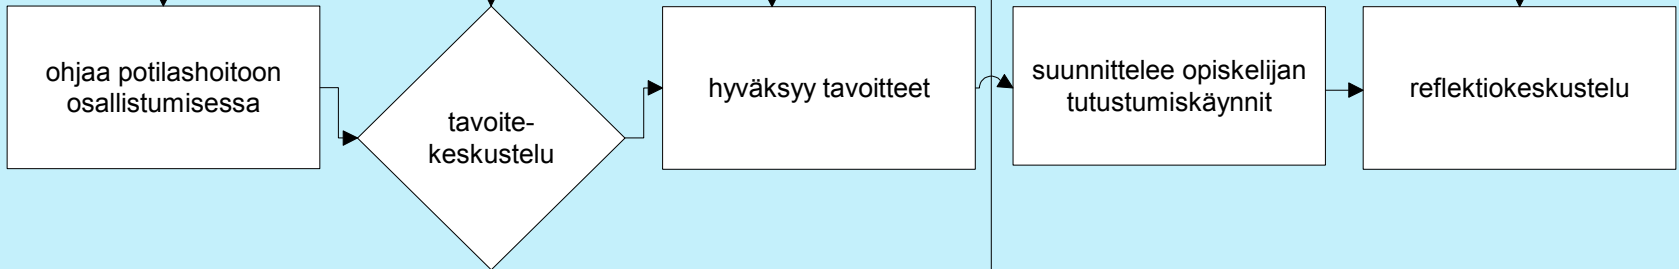 ohjaa potilashoitoon
osallistumisessa
tavoite-
keskustelu
hyväksyy tavoitteet
suunnittelee opiskelijan
tutustumiskäynnit
reflektiokeskustelu